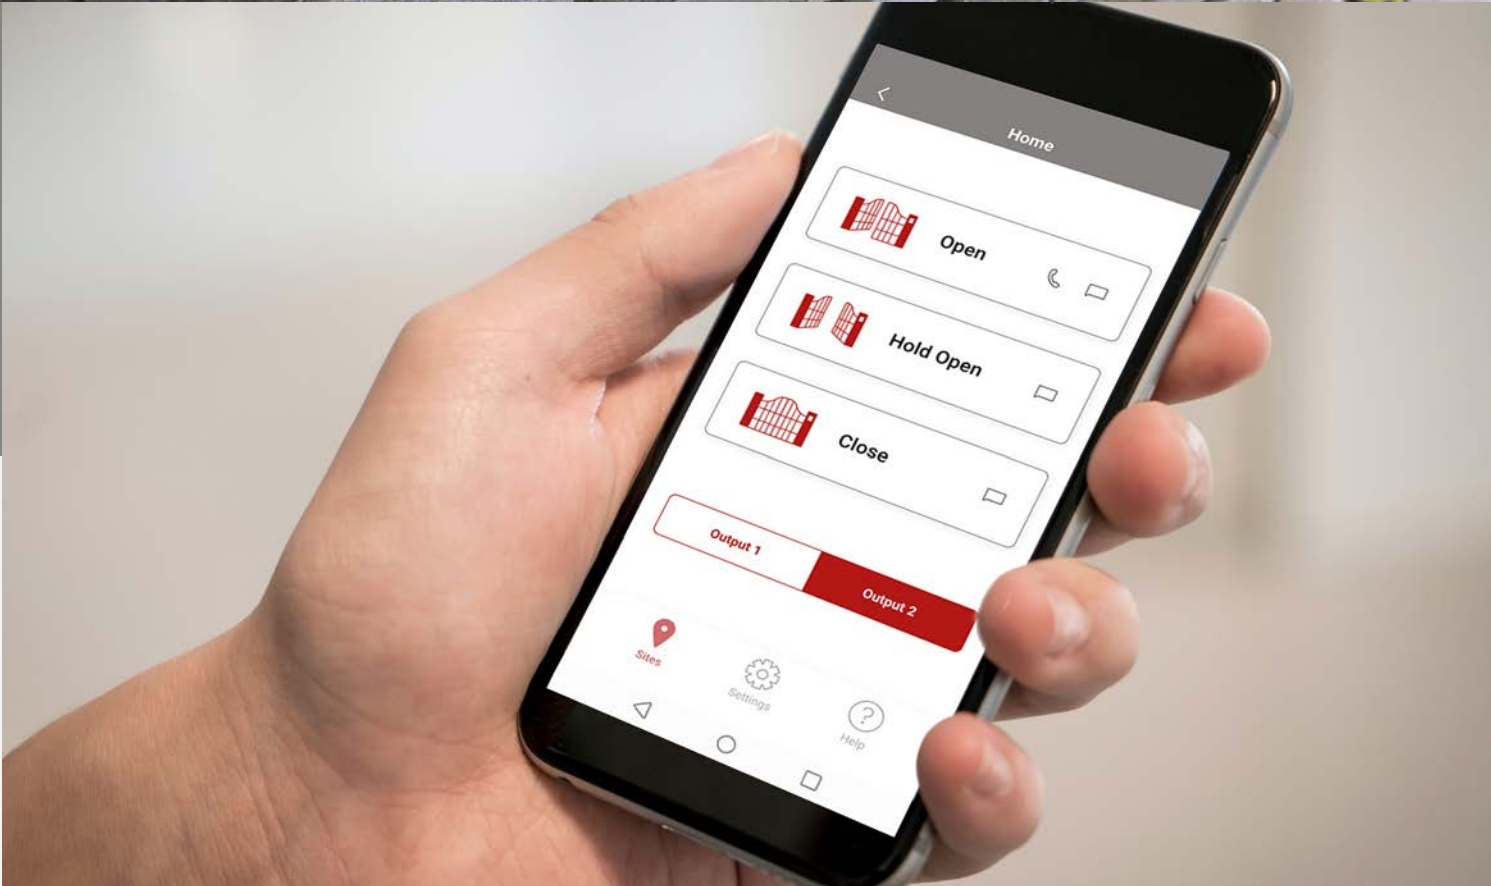 Home
Open
Hold Open
Close
Output 1
Output 2
Sites
Settings
Help